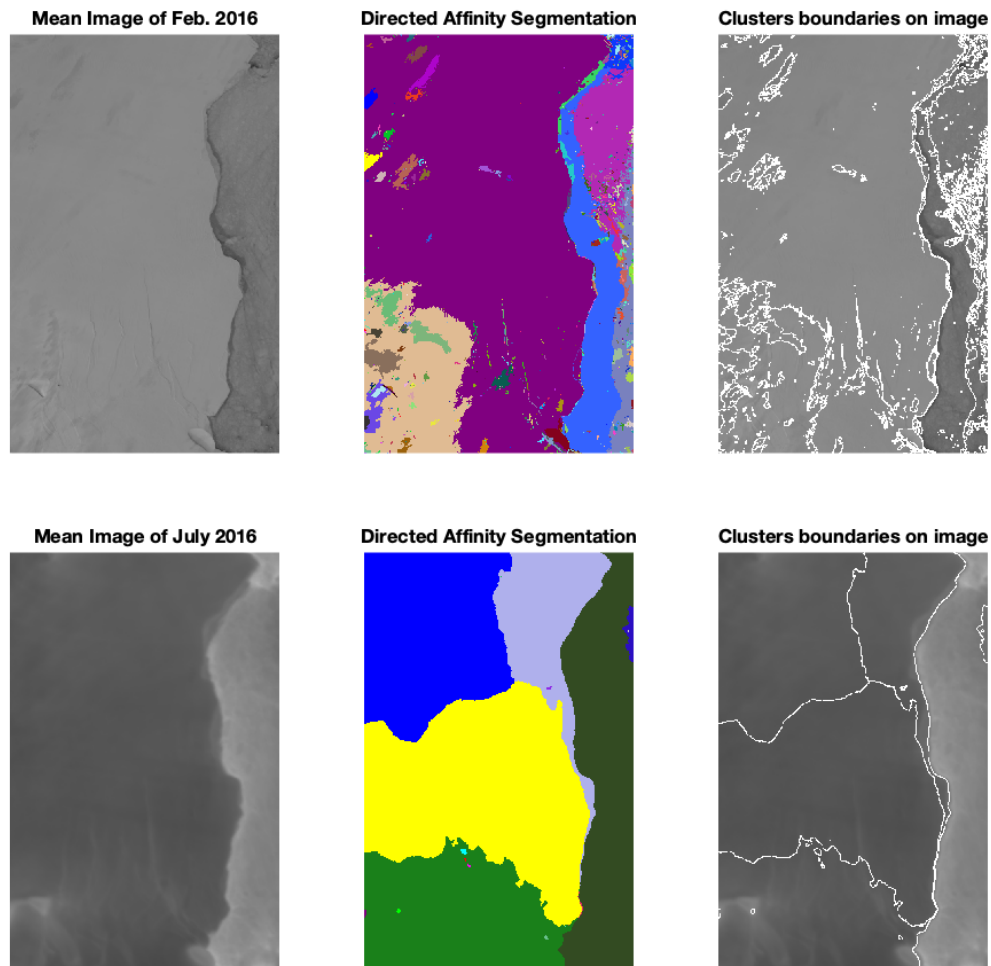 Mean Image of Feb. 2016
Directed Affinity Segmentation
Clusters boundaries on image
Mean Image of July 2016
Directed Affinity Segmentation
Clusters boundaries on image